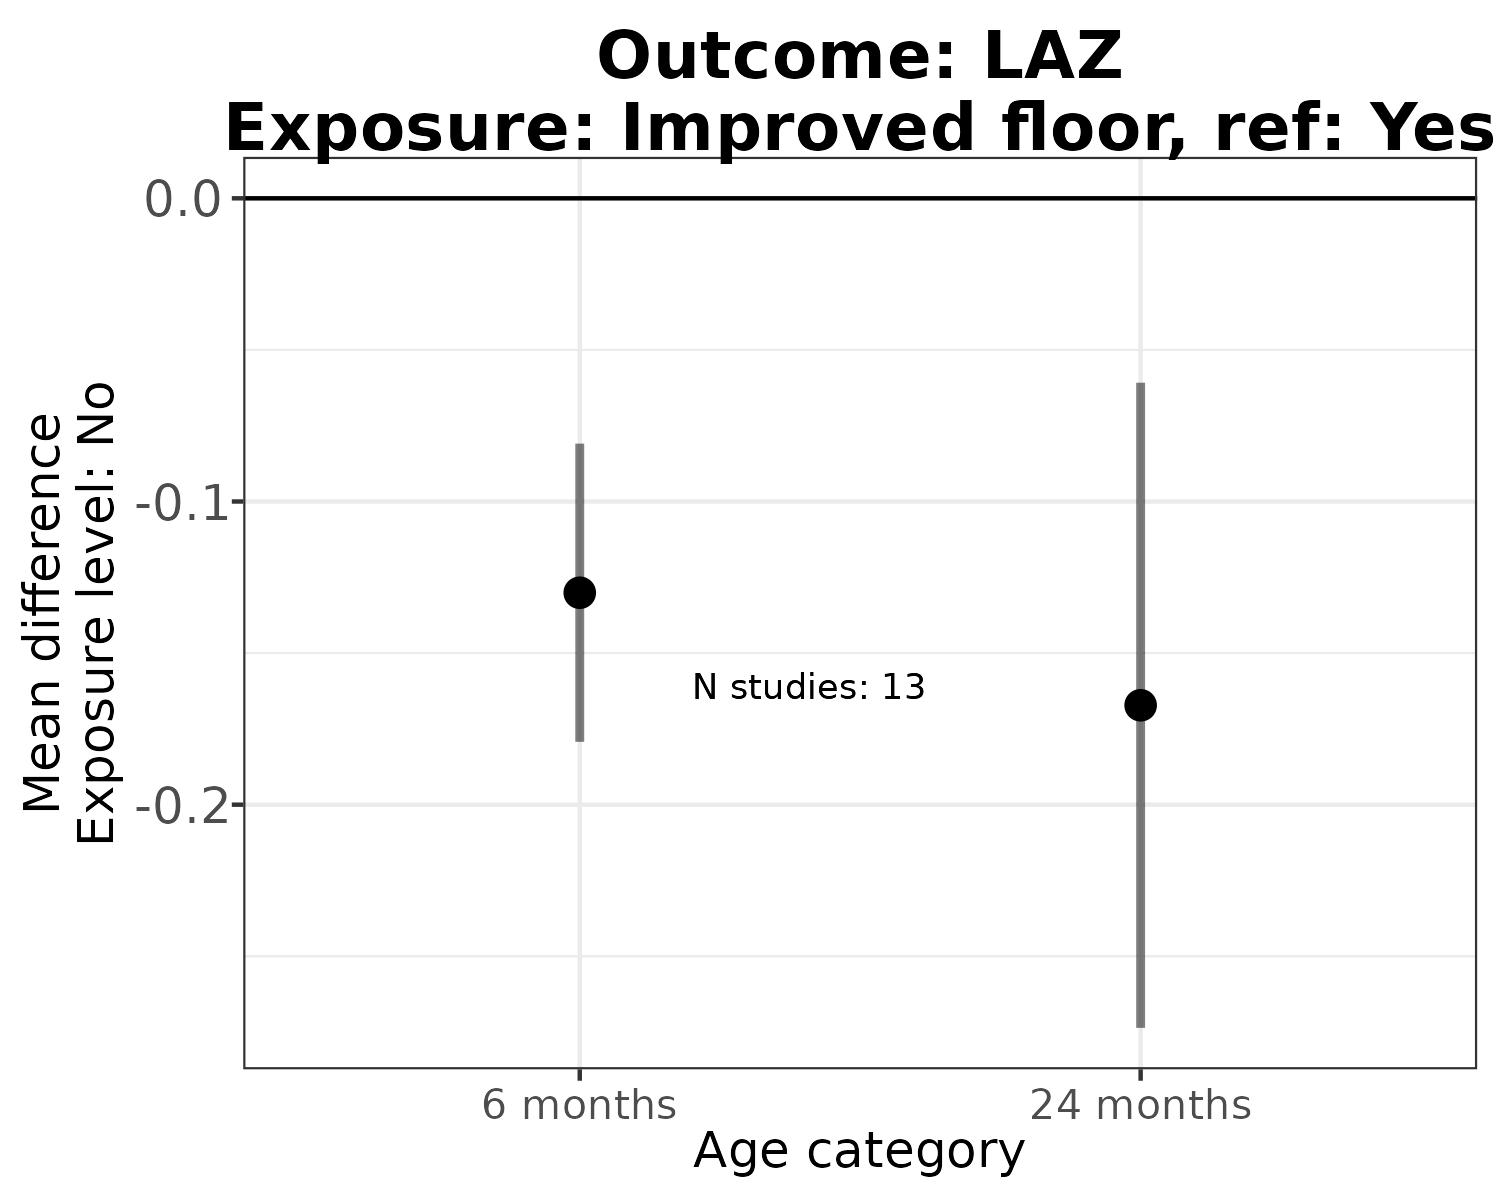 Outcome: LAZ
Exposure: Improved floor, ref: Yes
Mean difference
Exposure level: No
0.0
-0.1
-0.2
N studies: 13
6 months
24 months
Age category